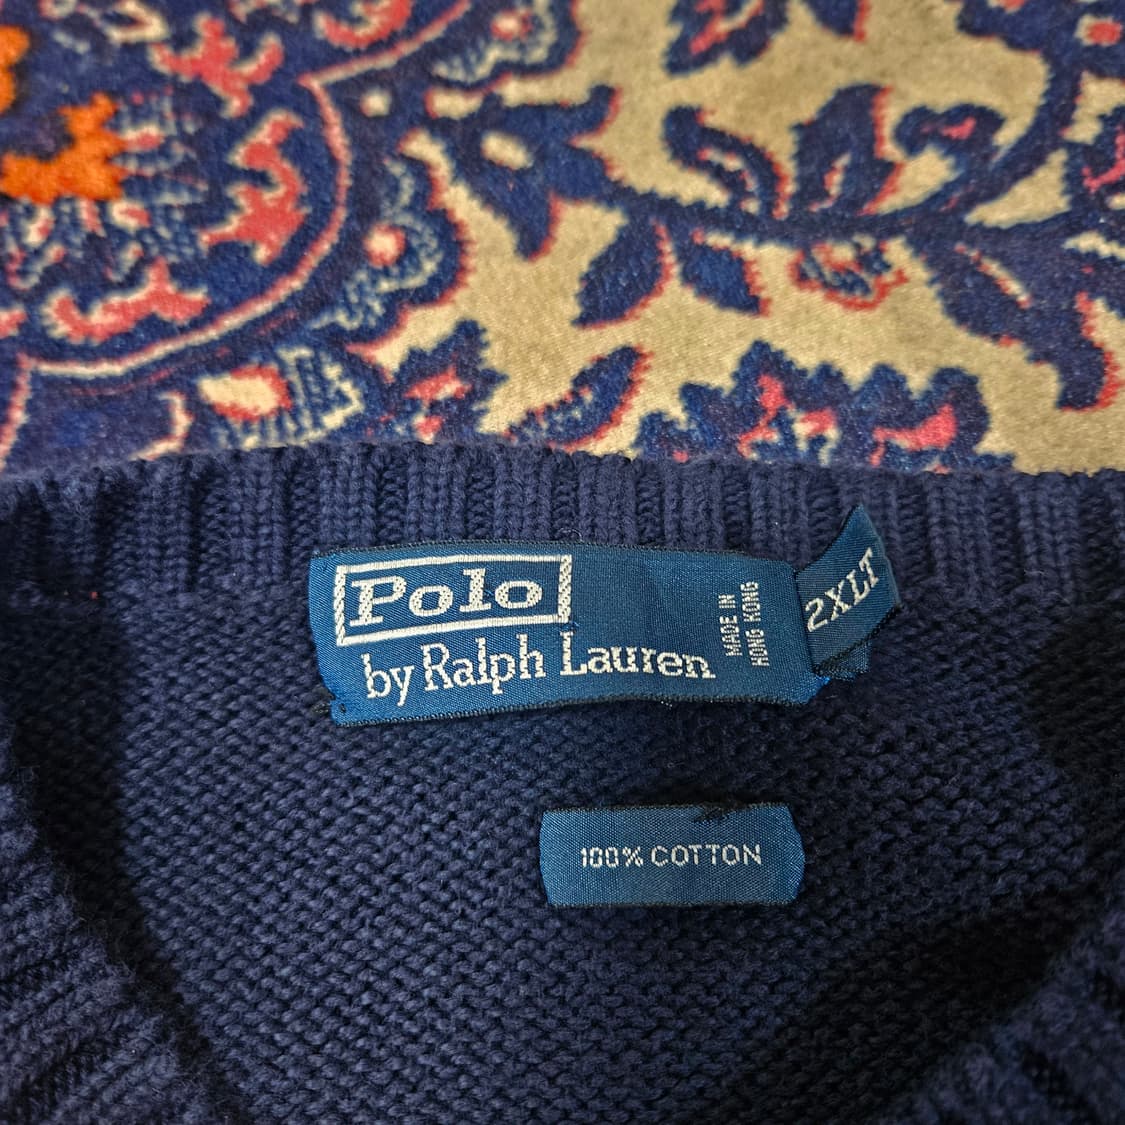 Polo
by Ralph Lauren
MADE IN
HONG KONG
2XLT
100% COTTON